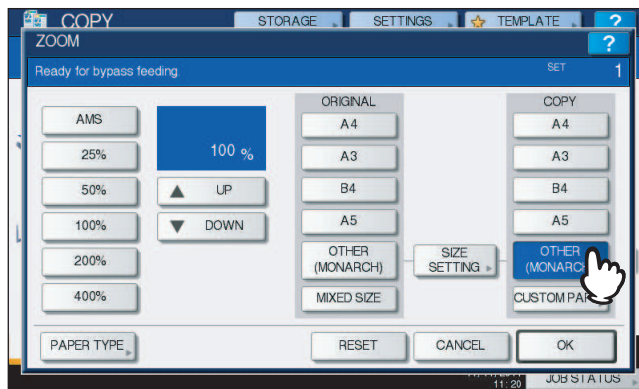 COPY
STORAGE
SETTINGS
TEMPLATE
?
ZOOM
?
Ready for bypass feeding.
SET 1
ORIGINAL
COPY
AMS
25%
50%
100%
200%
400%
100 %
UP
DOWN
A4
A3
B4
A5
OTHER
(MONARCH)
MIXED SIZE
SIZE
SETTING
A4
A3
B4
A5
OTHER
CUSTOM
PAPER TYPE
RESET
CANCEL
OK
11:20
JOB STATUS